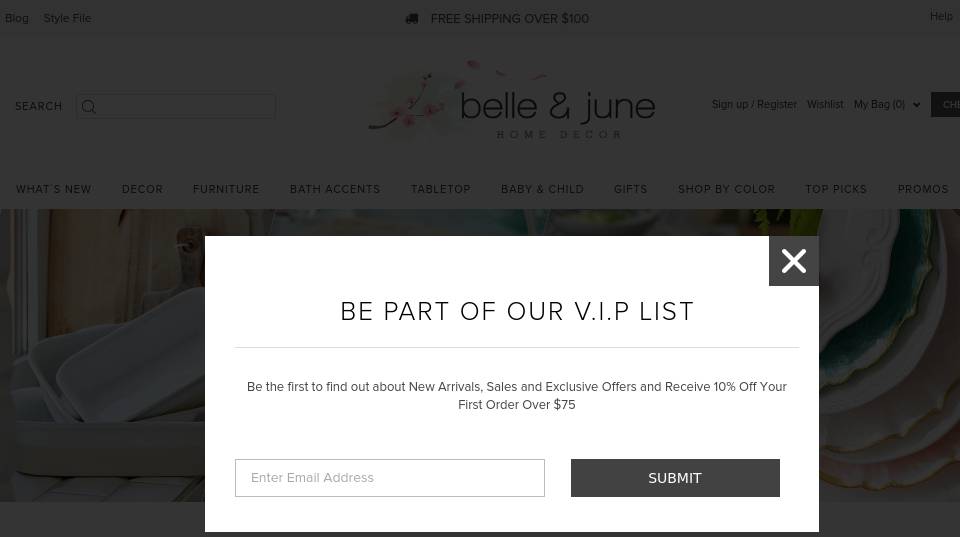 Blog Style File FREE SHIPPING OVER $100 Help
SEARCH
belle & june
HOME DECOR
Sign up / Register Wishlist My Bag (0)
WHAT'S NEW DECOR FURNITURE BATH ACCENTS TABLETOP BABY & CHILD GIFTS SHOP BY COLOR TOP PICKS PROMOS
BE PART OF OUR V.I.P LIST
Be the first to find out about New Arrivals, Sales and Exclusive Offers and Receive 10% Off Your
First Order Over $75
Enter Email Address SUBMIT